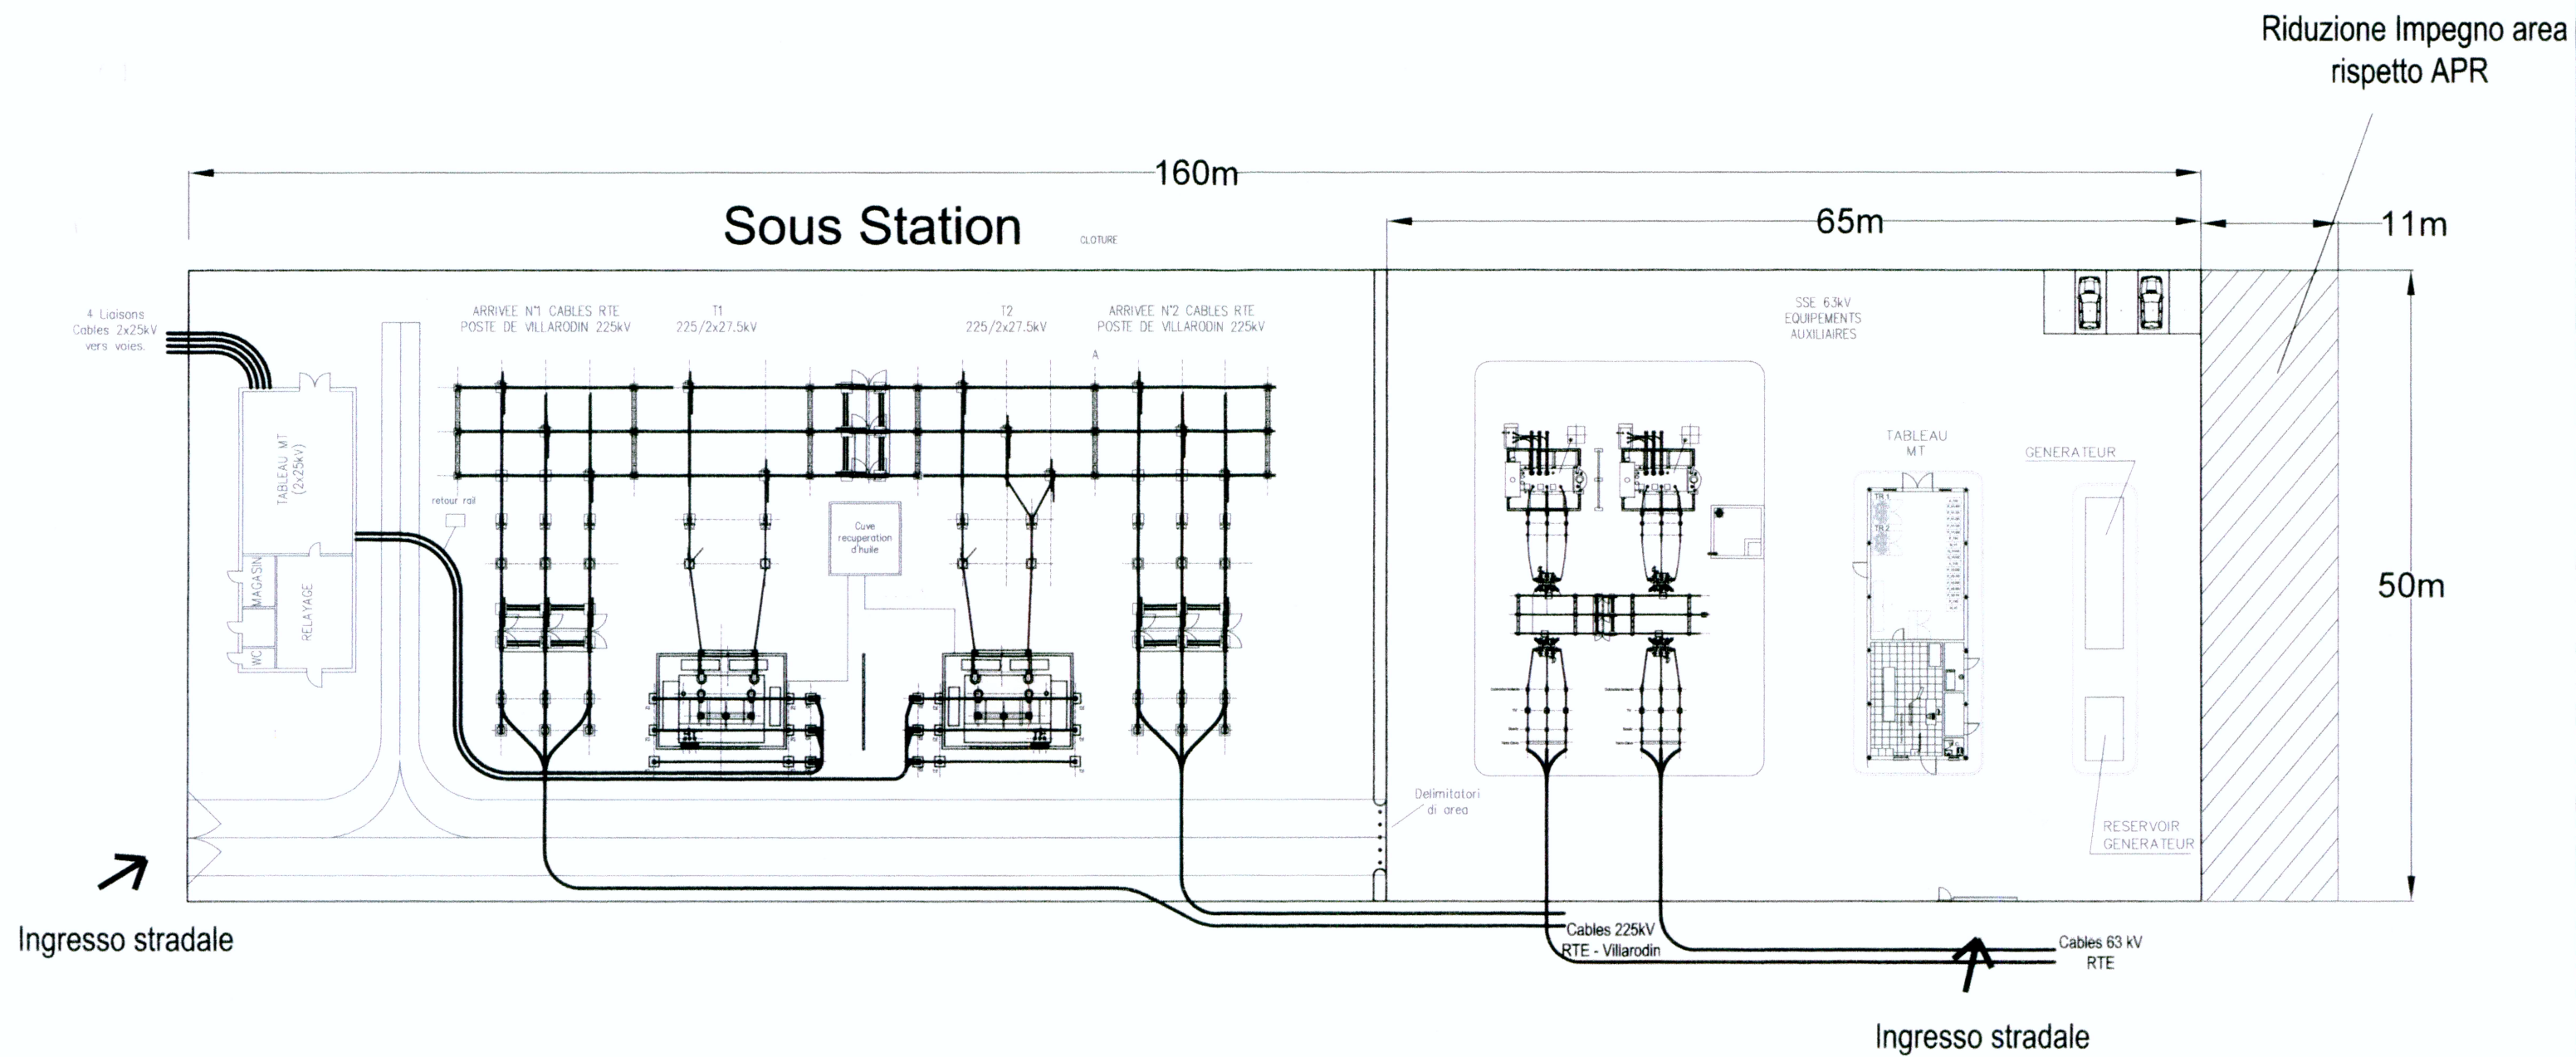 Riduzione Impegno area
rispetto APR
160m
Sous Station
CLOTURE
65m
11m
4 Liaisons
Cables 2x25kV
vers voies.
ARRIVEE N°1 CABLES RTE
POSTE DE VILLARODIN 225kV
T1
225/2x27.5kV
T2
225/2x27.5kV
ARRIVEE N°2 CABLES RTE
POSTE DE VILLARODIN 225kV
A
SSE 63kV
EQUIPEMENTS
AUXILIAIRES
TABLEAU MT
(2x25kV)
retour rail
MAGASIN
RELAYAGE
WC
Cuve
recuperation
d'huile
TABLEAU
MT
TR 1
TR 2
GENERATEUR
50m
Delimitatori
di area
RESERVOIR
GENERATEUR
Ingresso stradale
Cables 225kV
RTE - Villarodin
Cables 63 kV
RTE
Ingresso stradale